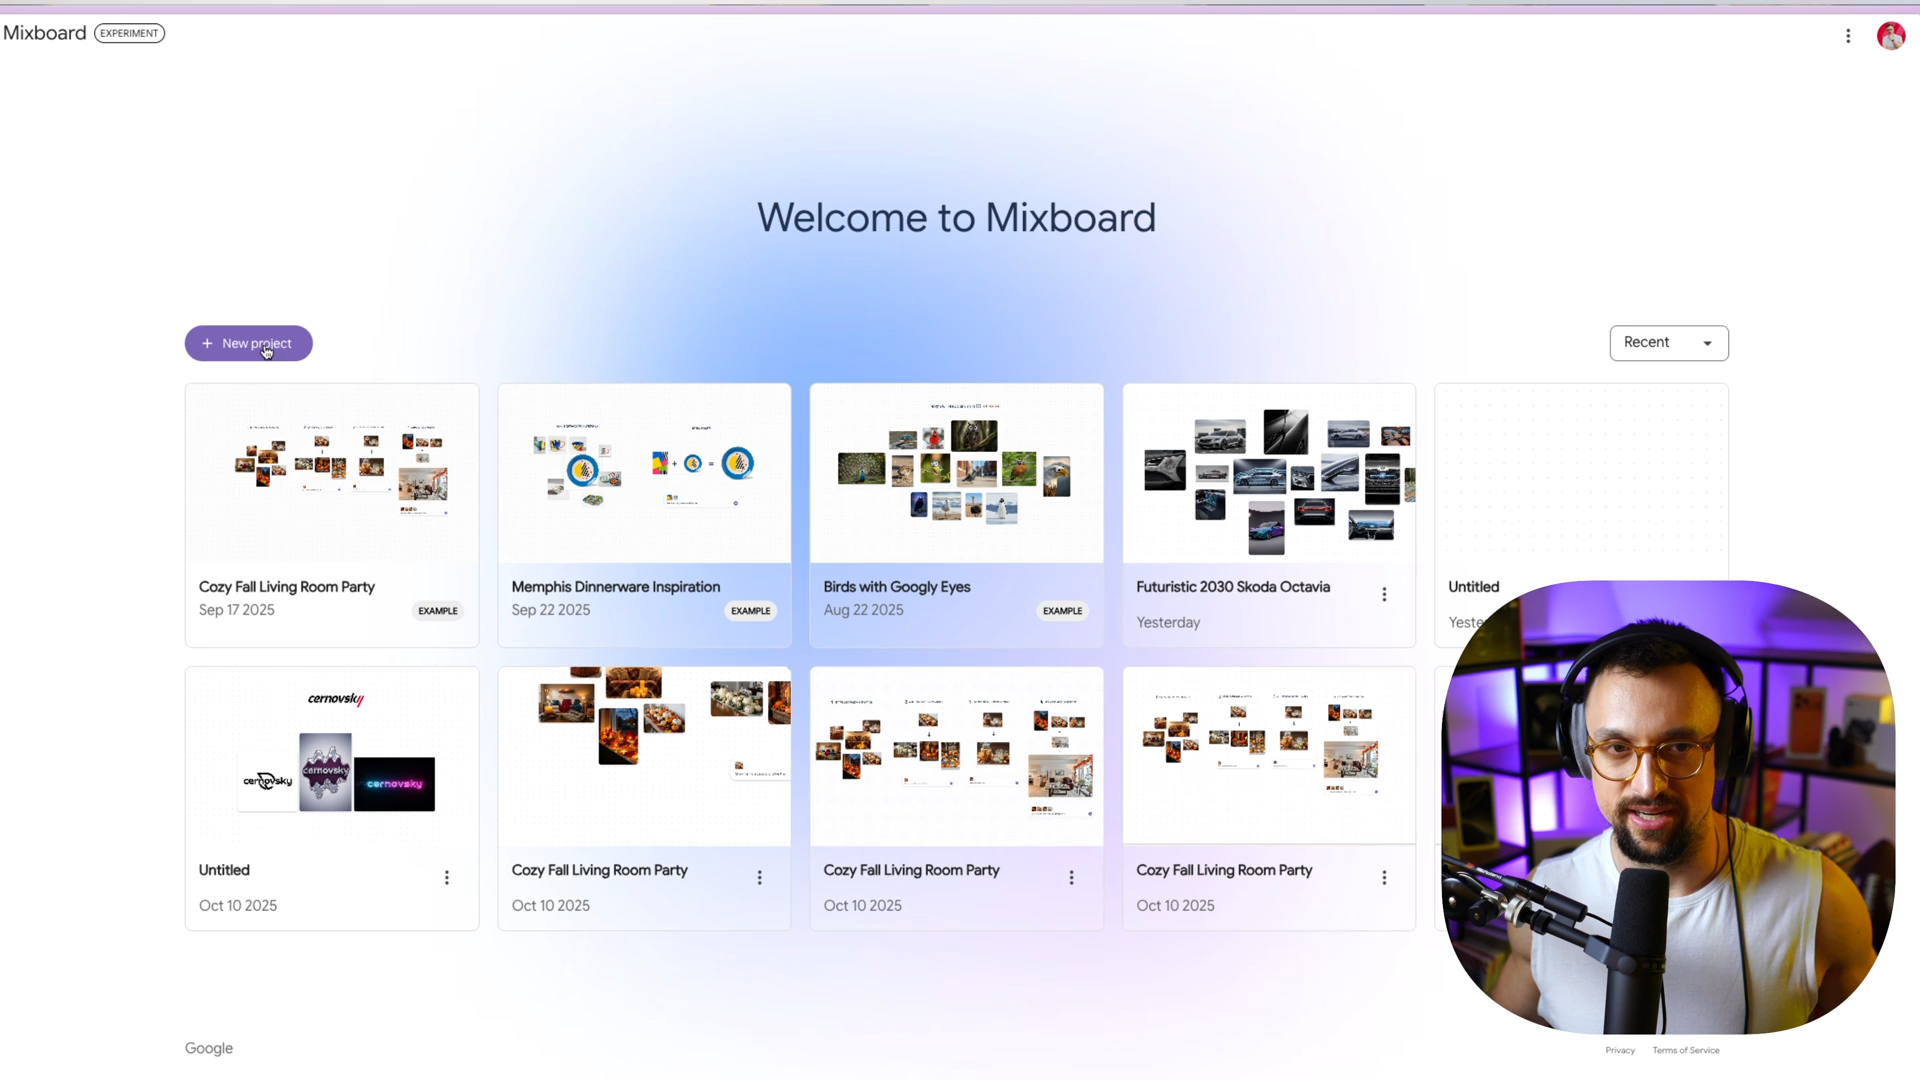 Mixboard EXPERIMENT
Welcome to Mixboard
+ New project
Recent
Cozy Fall Living Room Party
Sep 17 2025
EXAMPLE
Memphis Dinnerware Inspiration
Sep 22 2025
EXAMPLE
Birds with Googly Eyes
Aug 22 2025
EXAMPLE
Futuristic 2030 Skoda Octavia
Yesterday
Untitled
Yeste
cernovsky
cernovsky
cernovsky
cernovsky
Untitled
Oct 10 2025
Cozy Fall Living Room Party
Oct 10 2025
Cozy Fall Living Room Party
Oct 10 2025
Cozy Fall Living Room Party
Oct 10 2025
Google
Privacy Terms of Service